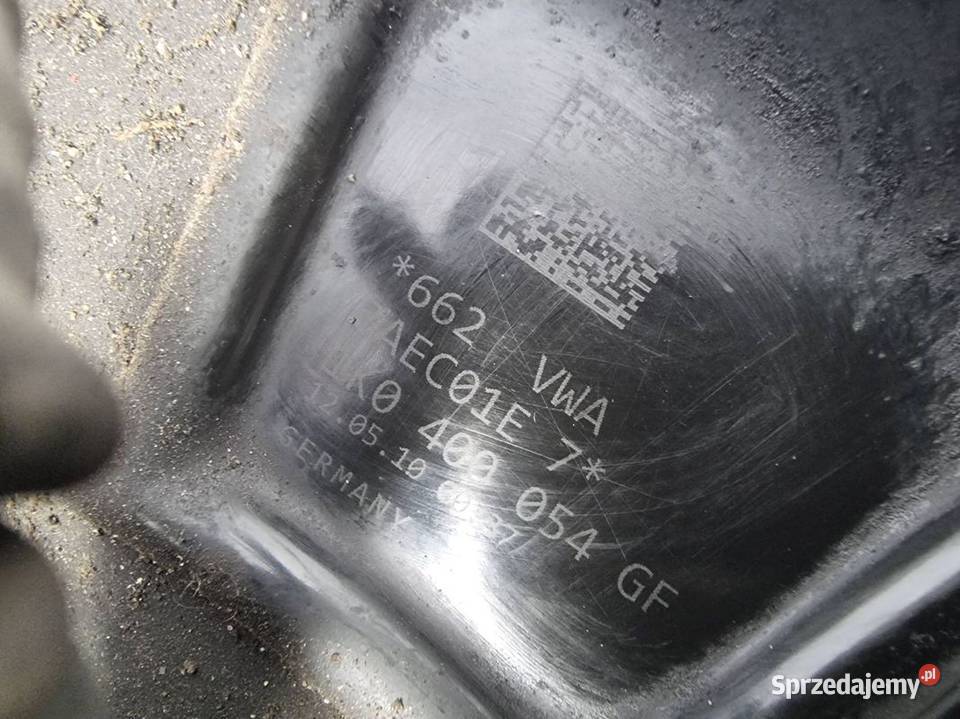 *662 VWA
AEC01E 7*
1K0 400 054 GF
12.05.10
GERMANY
Sprzedajemy.pl